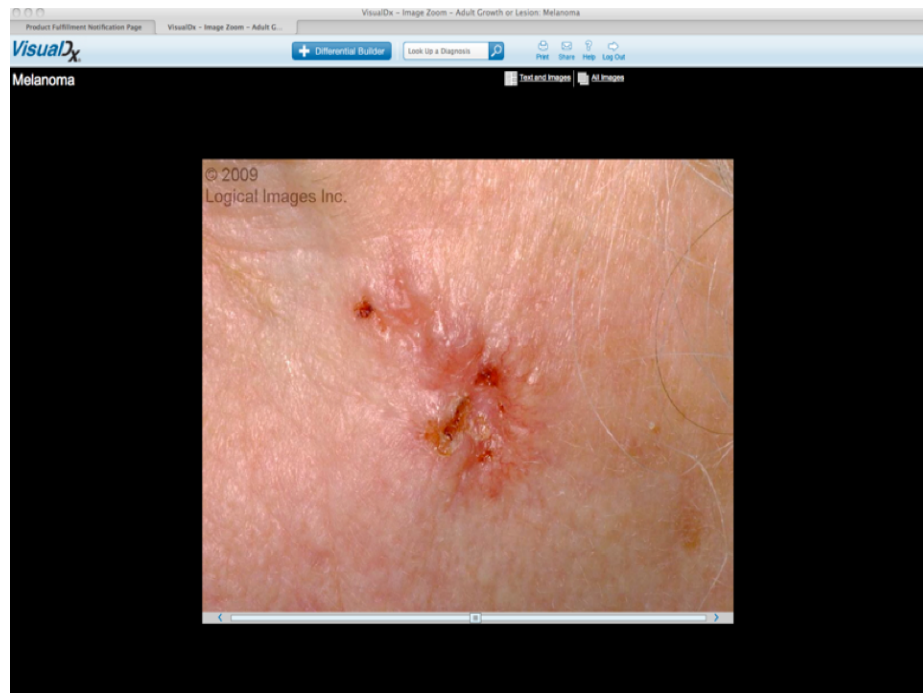 VisualDx – Image Zoom – Adult Growth or Lesion: Melanoma
Product Fulfillment Notification Page
VisualDx – Image Zoom – Adult G...
VisualDx
Differential Builder
Look Up a Diagnosis
Print Share Help Log Out
Melanoma
Text and Images
All Images
© 2009
Logical Images Inc.